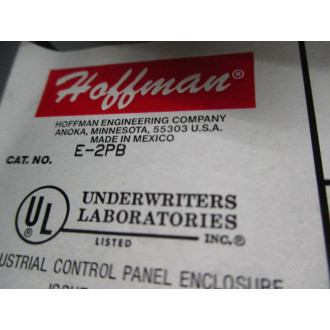 Hoffman®
HOFFMAN ENGINEERING COMPANY
ANOKA, MINNESOTA, 55303 U.S.A.
MADE IN MEXICO
CAT. NO. E-2PB
UL
UNDERWRITERS
LABORATORIES
LISTED INC.®
USTRIAL CONTROL PANEL ENCLOSURE